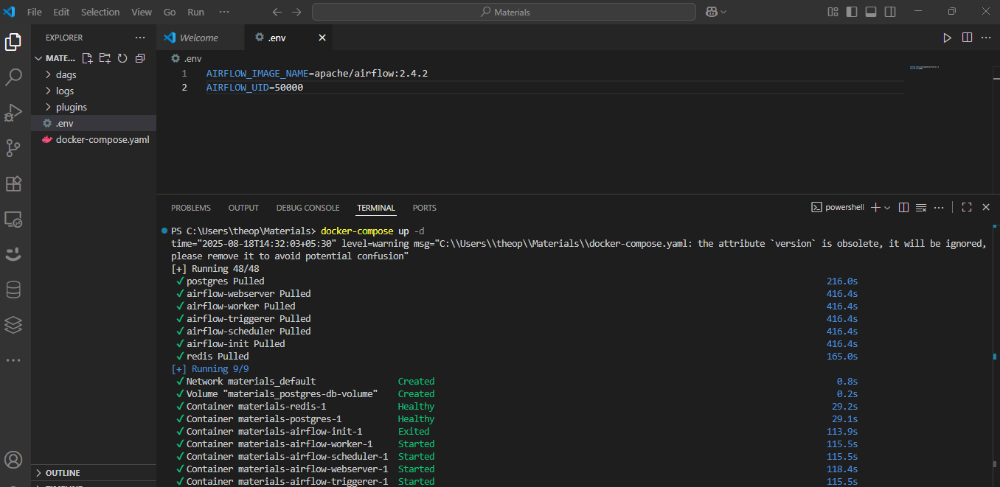 File Edit Selection View Go Run ··· Materials
EXPLORER ···
Welcome
.env
MATE...
dags
logs
plugins
.env
docker-compose.yaml
OUTLINE
.env
1 AIRFLOW_IMAGE_NAME=apache/airflow:2.4.2
2 AIRFLOW_UID=50000
PROBLEMS OUTPUT DEBUG CONSOLE TERMINAL PORTS powershell
PS C:\Users\theop\Materials> docker-compose up -d
time="2025-08-18T14:32:03+05:30" level=warning msg="C:\\Users\\theop\\Materials\\docker-compose.yaml: the attribute `version` is obsolete, it will be ignored,
please remove it to avoid potential confusion"
[+] Running 48/48
✓ postgres Pulled 216.0s
✓ airflow-webserver Pulled 416.4s
✓ airflow-worker Pulled 416.4s
✓ airflow-triggerer Pulled 416.4s
✓ airflow-scheduler Pulled 416.4s
✓ airflow-init Pulled 416.4s
✓ redis Pulled 165.0s
[+] Running 9/9
✓ Network materials_default Created 0.8s
✓ Volume "materials_postgres-db-volume" Created 0.2s
✓ Container materials-redis-1 Healthy 29.2s
✓ Container materials-postgres-1 Healthy 29.1s
✓ Container materials-airflow-init-1 Exited 113.9s
✓ Container materials-airflow-worker-1 Started 115.5s
✓ Container materials-airflow-scheduler-1 Started 115.5s
✓ Container materials-airflow-webserver-1 Started 118.4s
✓ Container materials-airflow-triggerer-1 Started 115.5s